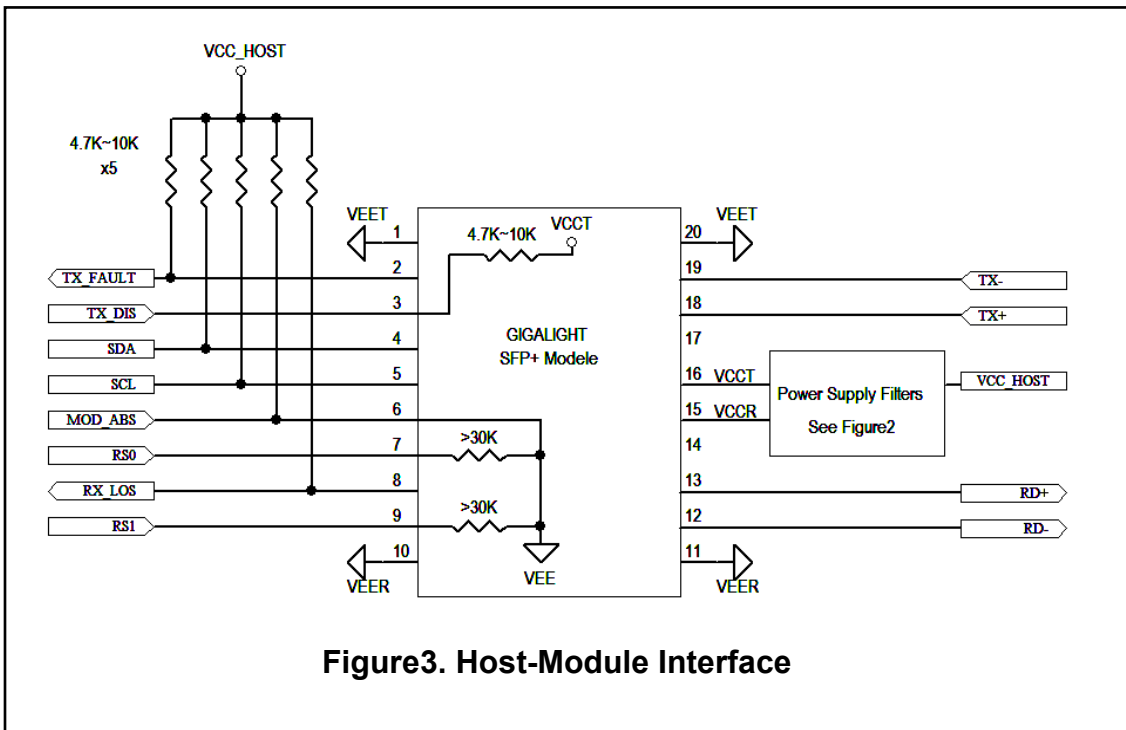 VCC_HOST
4.7K~10K
x5
VEET
1
4.7K~10K
VCCT
20
VEET
TX_FAULT
2
19
TX-
TX_DIS
3
18
TX+
SDA
4
GIGALIGHT
SFP+ Modele
17
SCL
5
16
VCCT
Power Supply Filters
See Figure2
VCC_HOST
MOD_ABS
6
15
VCCR
RS0
7
>30K
14
RX_LOS
8
13
RD+
RS1
9
>30K
12
RD-
10
VEER
VEE
11
VEER
Figure3. Host-Module Interface